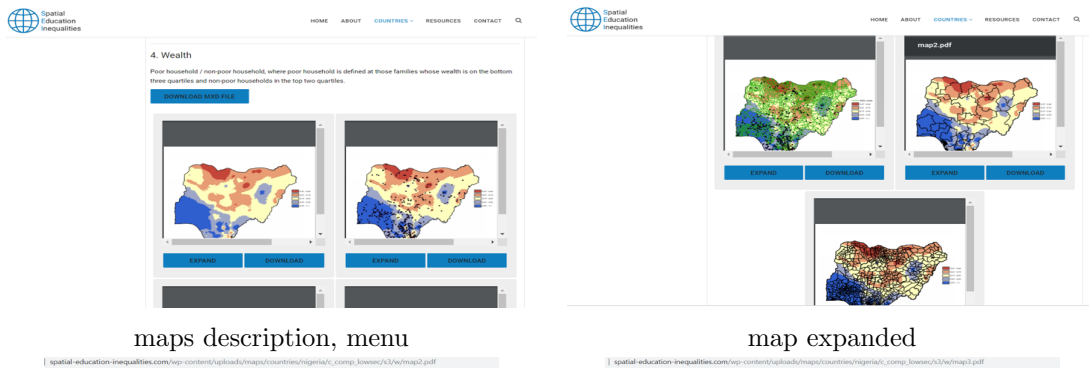 Spatial
Education
Inequalities
HOME ABOUT COUNTRIES RESOURCES CONTACT
4. Wealth
Poor household / non-poor household, where poor household is defined at those families whose wealth is on the bottom
three quartiles and non-poor households in the top two quartiles.
DOWNLOAD MXD FILE
EXPAND DOWNLOAD EXPAND DOWNLOAD
maps description, menu
spatial-education-inequalities.com/wp-content/uploads/maps/countries/nigeria/c_comp_lowsec/s3/w/map2.pdf
Spatial
Education
Inequalities
HOME ABOUT COUNTRIES RESOURCES CONTACT
map2.pdf
EXPAND DOWNLOAD EXPAND DOWNLOAD
map expanded
spatial-education-inequalities.com/wp-content/uploads/maps/countries/nigeria/c_comp_lowsec/s3/w/map3.pdf